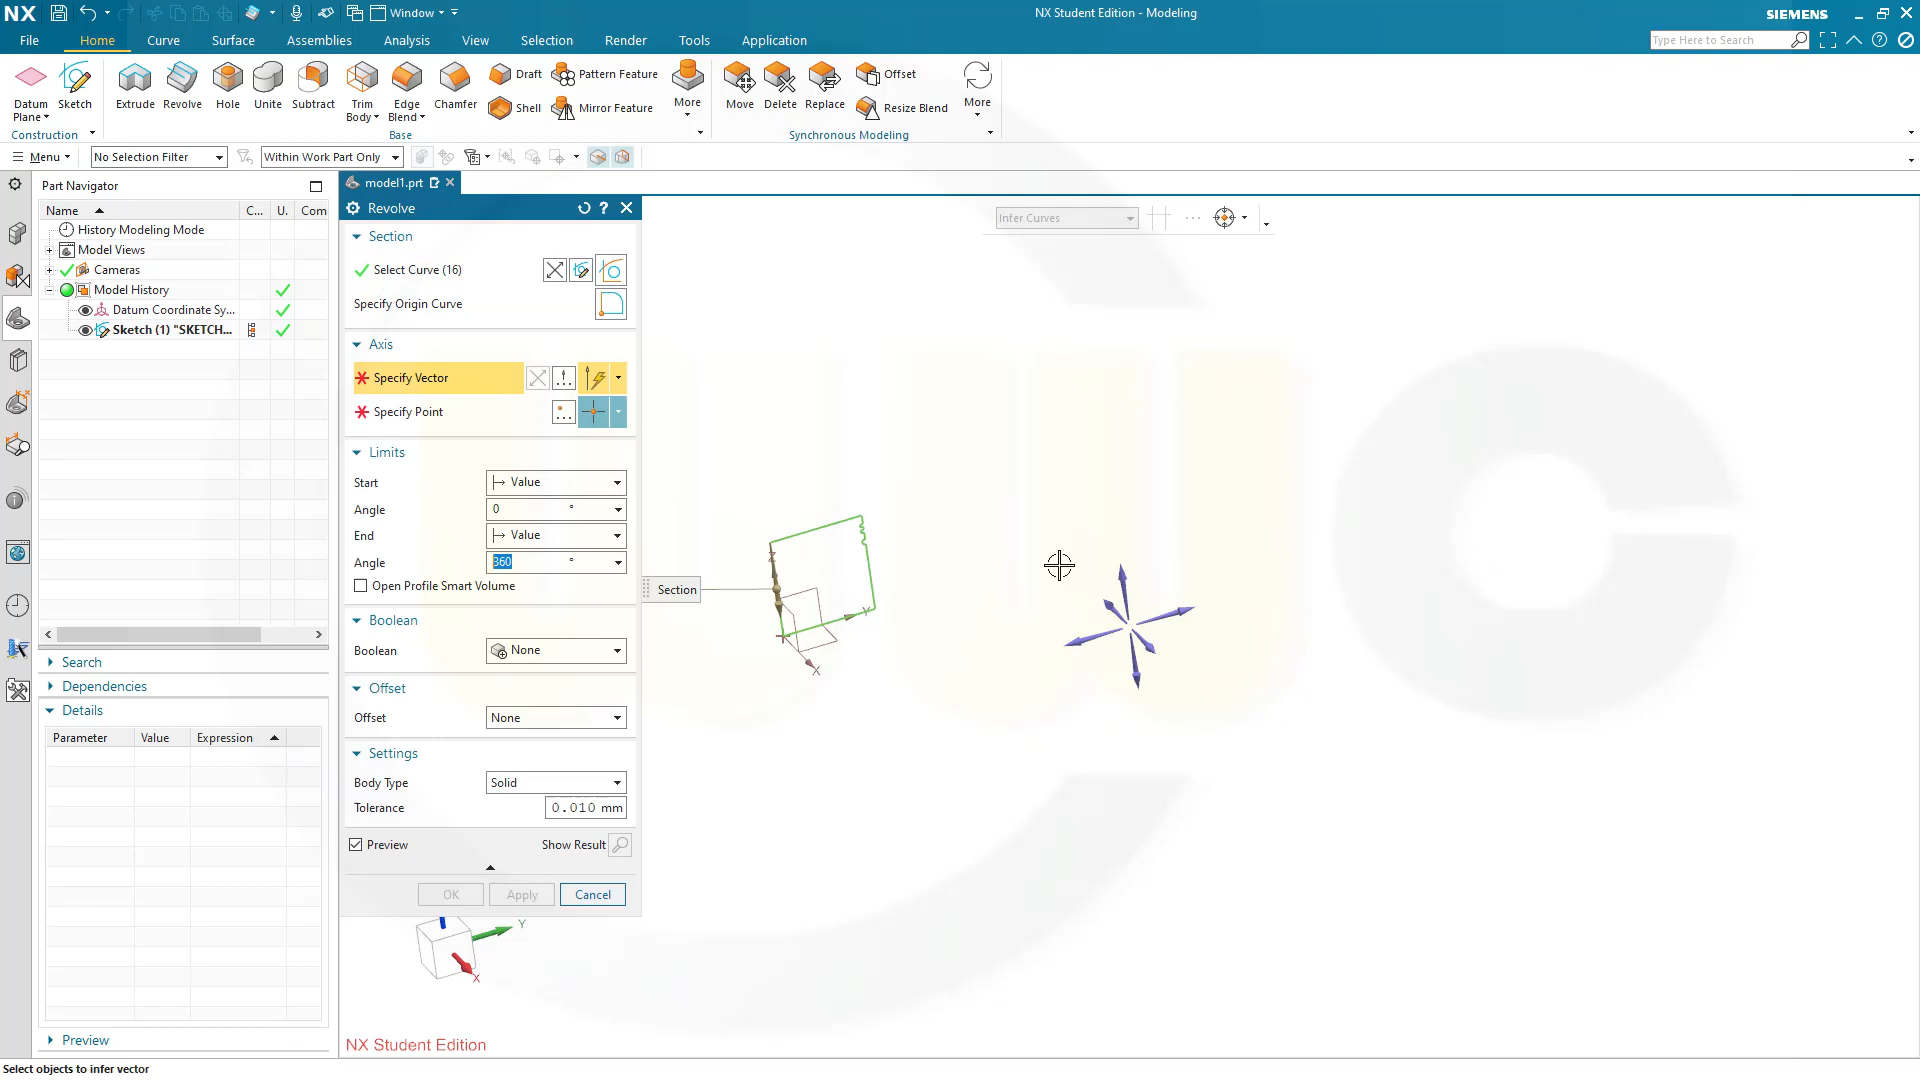 NX
Window
NX Student Edition - Modeling
SIEMENS
File
Home
Curve
Surface
Assemblies
Analysis
View
Selection
Render
Tools
Application
Type Here to Search
Datum Plane
Sketch
Extrude
Revolve
Hole
Unite
Subtract
Trim Body
Edge Blend
Chamfer
Draft
Shell
Pattern Feature
Mirror Feature
More
Move
Delete
Replace
Offset
Resize Blend
More
Construction
Base
Synchronous Modeling
Menu
No Selection Filter
Within Work Part Only
Part Navigator
Name
C...
U.
Com
History Modeling Mode
Model Views
Cameras
Model History
Datum Coordinate Sy...
Sketch (1) "SKETCH...
Search
Dependencies
Details
Parameter
Value
Expression
Preview
model1.prt
Revolve
Section
Select Curve (16)
Specify Origin Curve
Axis
Specify Vector
Specify Point
Limits
Start
Value
Angle
0 °
End
Value
Angle
360 °
Open Profile Smart Volume
Boolean
Boolean
None
Offset
Offset
None
Settings
Body Type
Solid
Tolerance
0.010 mm
Preview
Show Result
OK
Apply
Cancel
Infer Curves
Section
Z
Y
X
Y
X
NX Student Edition
Select objects to infer vector